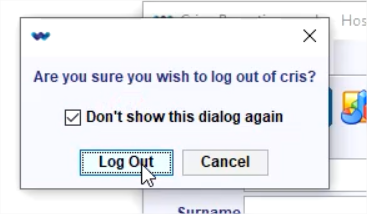 Hos
Are you sure you wish to log out of cris?
Don't show this dialog again
Log Out Cancel
Surname